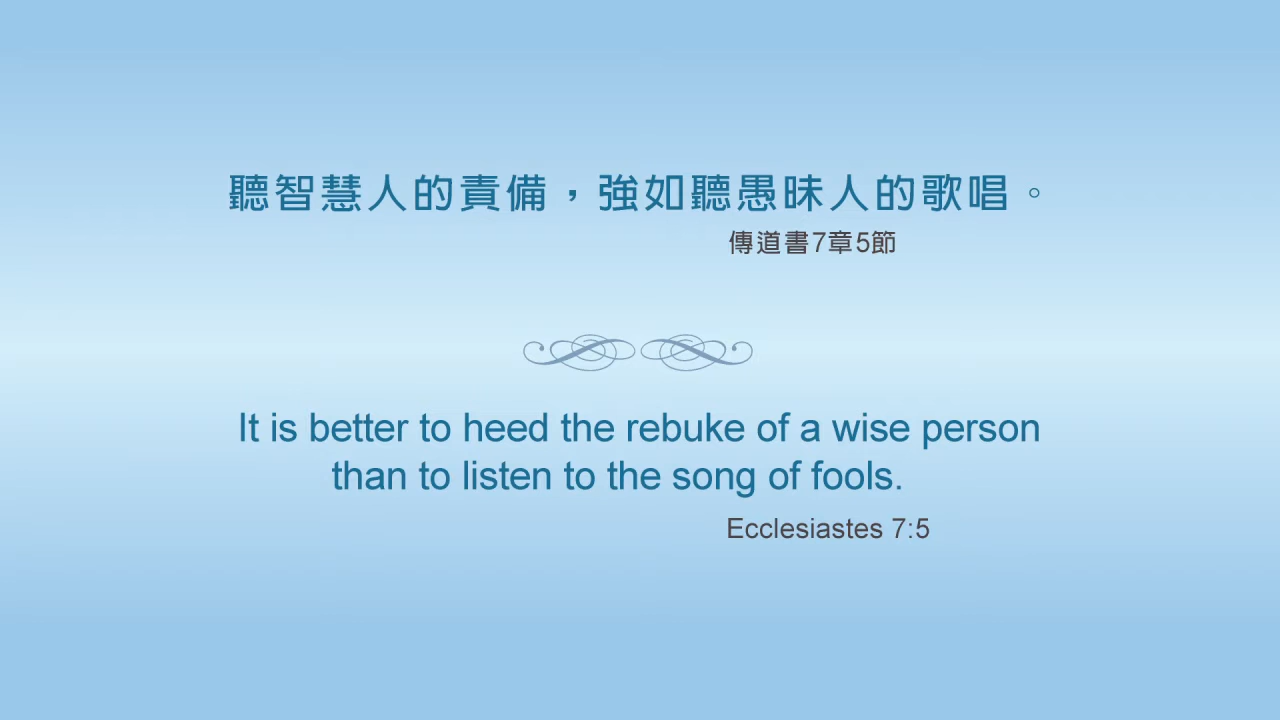 聽智慧人的責備，強如聽愚昧人的歌唱。
傳道書7章5節
It is better to heed the rebuke of a wise person
than to listen to the song of fools.
Ecclesiastes 7:5